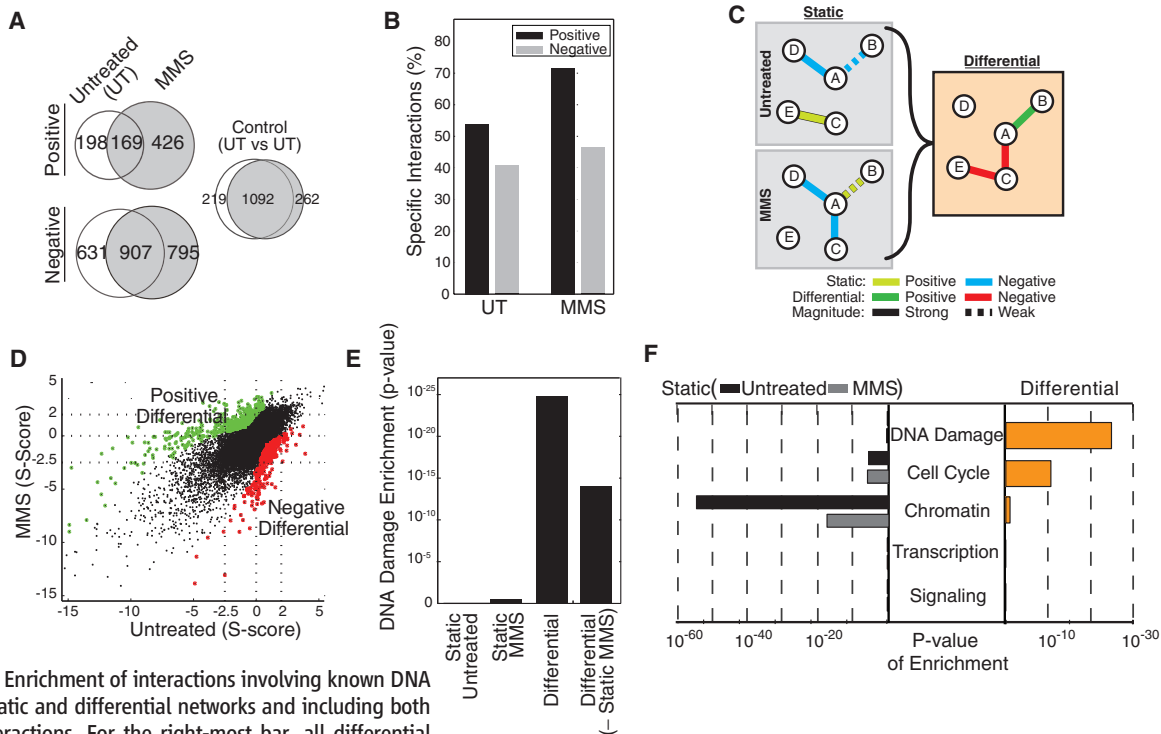 A
Untreated
(UT)
MMS
Positive
198
169
426
Control
(UT vs UT)
219
1092
262
Negative
631
907
795
B
Specific Interactions (%)
80
70
60
50
40
30
20
10
0
Positive
Negative
UT
MMS
C
Static
Untreated
D
B
A
E
C
MMS
D
B
A
E
C
Differential
D
B
A
E
C
Static:
Positive
Negative
Differential:
Positive
Negative
Magnitude:
Strong
Weak
D
MMS (S-Score)
5
2
0
-2.5
-5
-10
-15
Positive
Differential
Negative
Differential
-15
-10
-5
-2.5
0
2
5
Untreated (S-score)
E
DNA Damage Enrichment (p-value)
10-25
10-20
10-15
10-10
10-5
0
Static
Untreated
Static
MMS
Differential
Differential
(– Static MMS)
F
Static( Untreated MMS)
Differential
DNA Damage
Cell Cycle
Chromatin
Transcription
Signaling
10-60
10-40
10-20
P-value
of Enrichment
10-10
10-30
Enrichment of interactions involving known DNA
atic and differential networks and including both
eractions. For the right-most bar, all differential